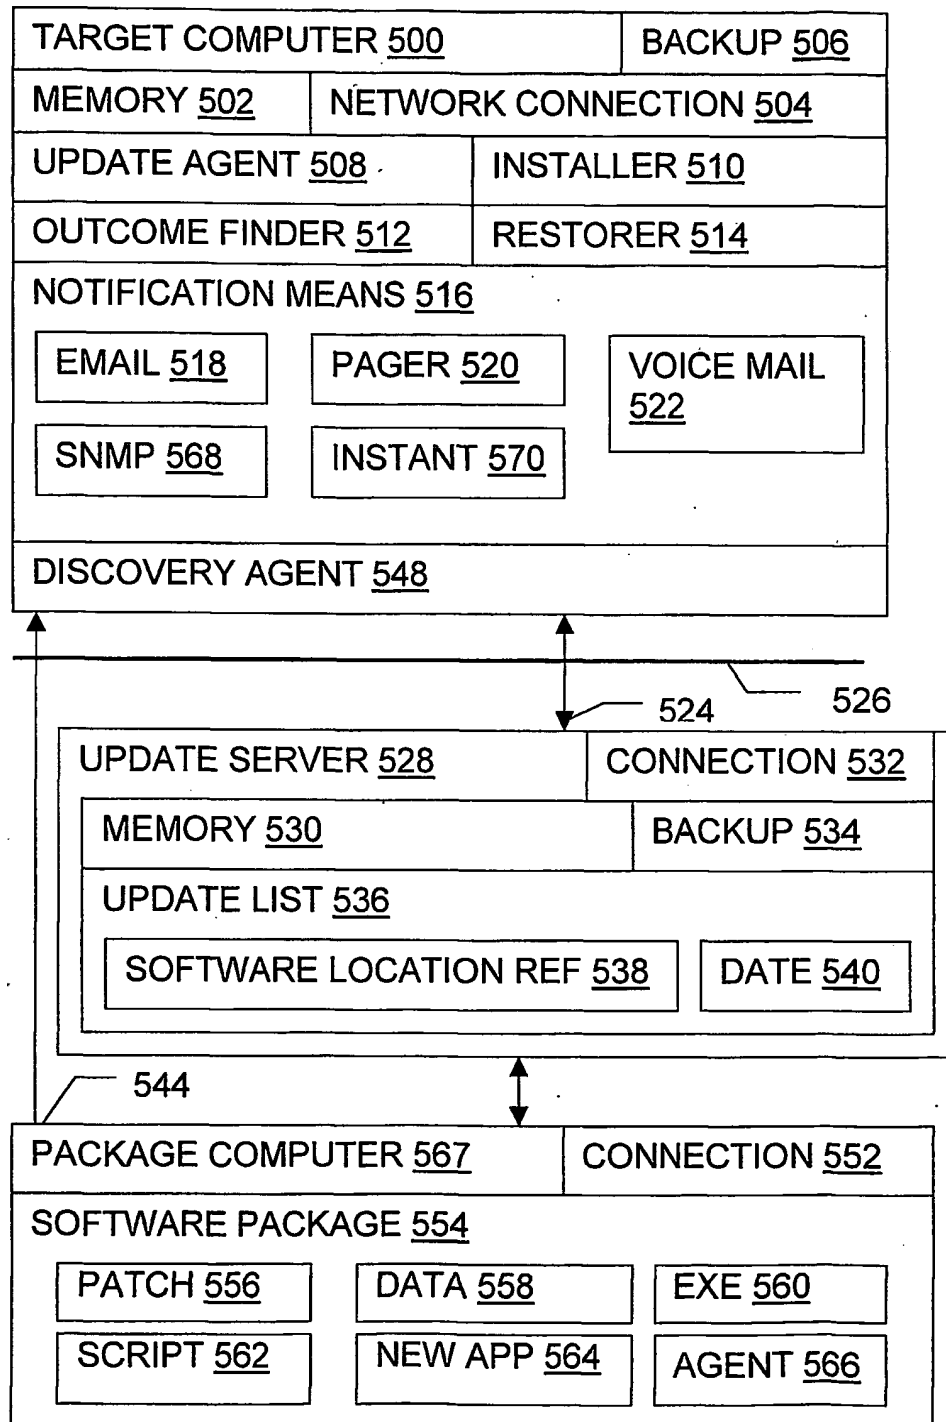 TARGET COMPUTER 500 BACKUP 506
MEMORY 502 NETWORK CONNECTION 504
UPDATE AGENT 508 INSTALLER 510
OUTCOME FINDER 512 RESTORER 514
NOTIFICATION MEANS 516
EMAIL 518 PAGER 520 VOICE MAIL
522
SNMP 568 INSTANT 570
DISCOVERY AGENT 548
526
524
UPDATE SERVER 528 CONNECTION 532
MEMORY 530 BACKUP 534
UPDATE LIST 536
SOFTWARE LOCATION REF 538 DATE 540
544
PACKAGE COMPUTER 567 CONNECTION 552
SOFTWARE PACKAGE 554
PATCH 556 DATA 558 EXE 560
SCRIPT 562 NEW APP 564 AGENT 566